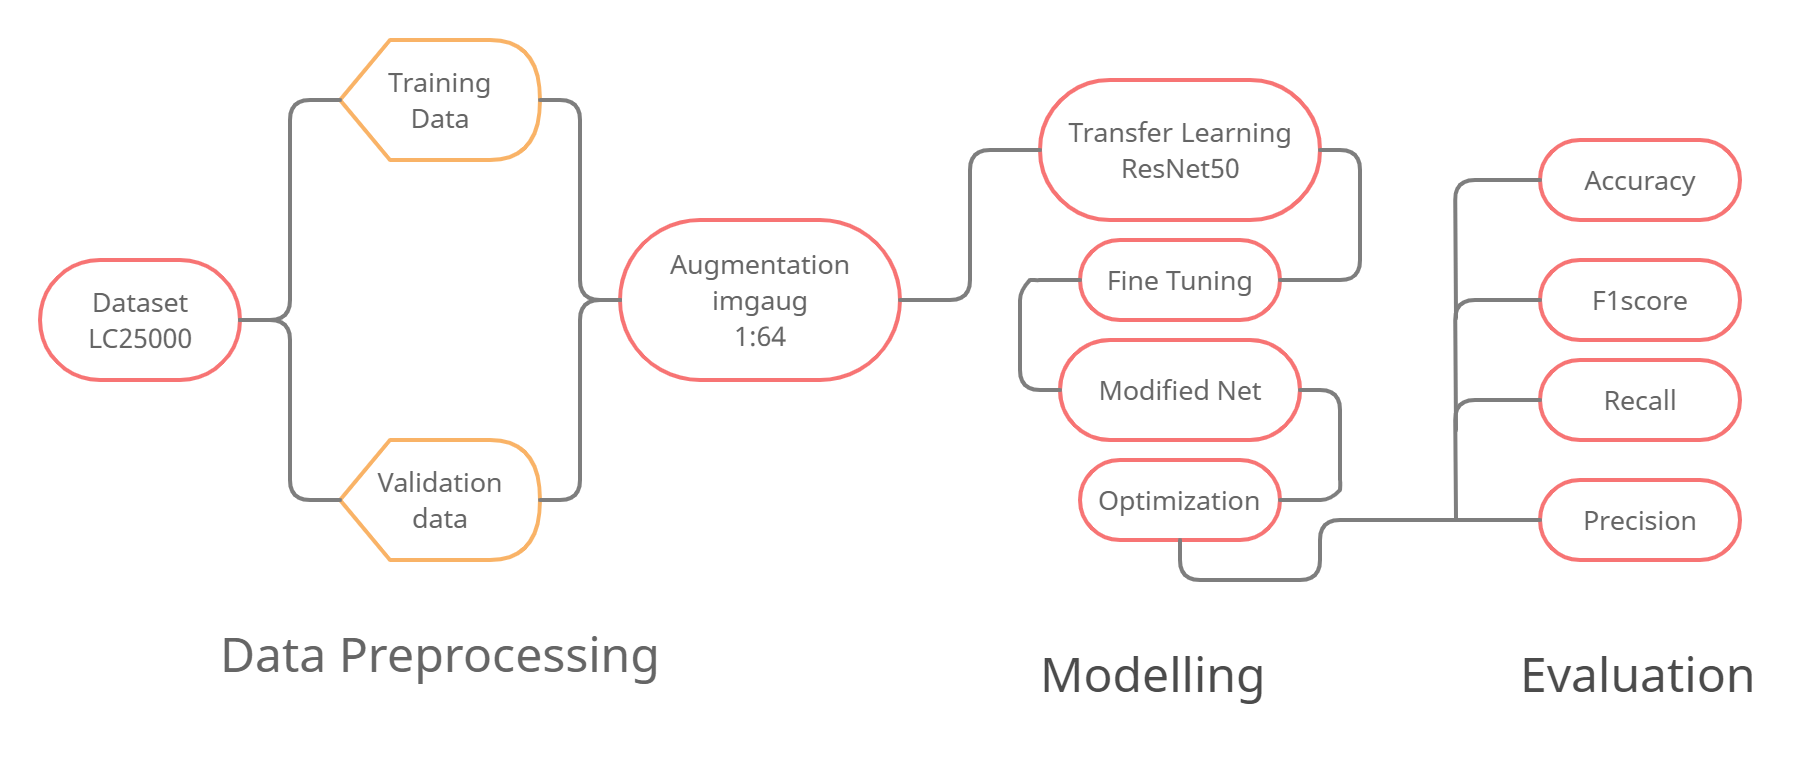 Training
Data
Dataset
LC25000
Validation
data
Augmentation
imgaug
1:64
Data Preprocessing
Transfer Learning
ResNet50
Fine Tuning
Modified Net
Optimization
Modelling
Accuracy
F1score
Recall
Precision
Evaluation